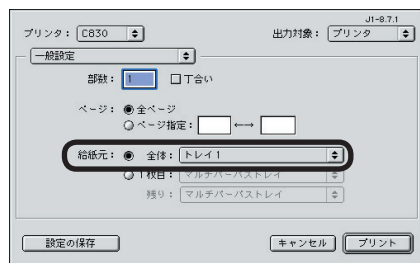 J1-8.7.1
プリンタ： C830 出力対象： プリンタ
一般設定
部数： 1 丁合い
ページ： 全ページ
ページ指定： ←→
給紙元： 全体： トレイ1
1枚目： マルチパーパストレイ
残り： マルチパーパストレイ
設定の保存 キャンセル プリント